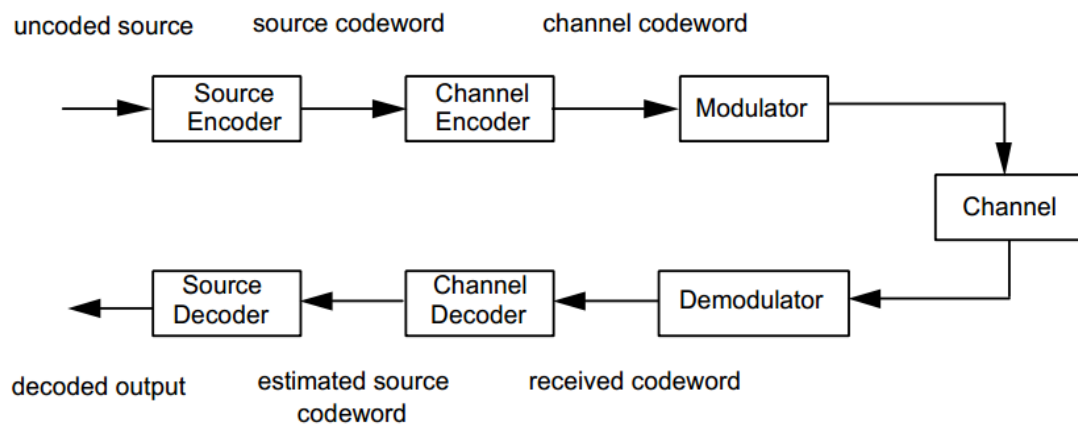 uncoded source
source codeword
channel codeword
Source
Encoder
Channel
Encoder
Modulator
Channel
Source
Decoder
Channel
Decoder
Demodulator
decoded output
estimated source
codeword
received codeword